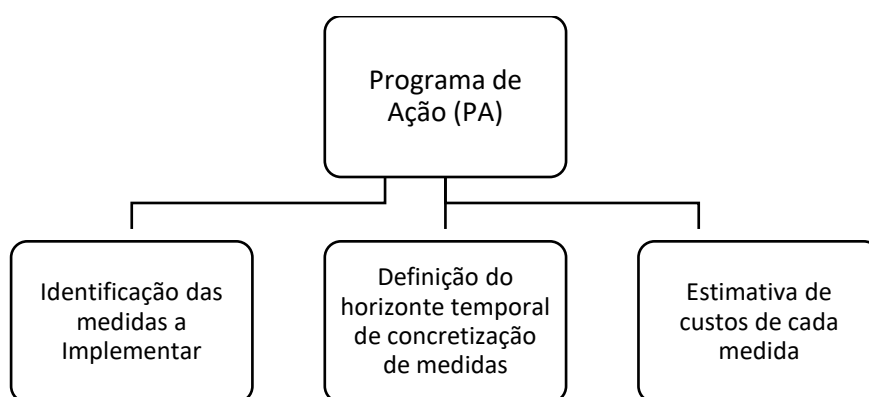 Programa de
Ação (PA)
Identificação das
medidas a
Implementar
Definição do
horizonte temporal
de concretização
de medidas
Estimativa de
custos de cada
medida